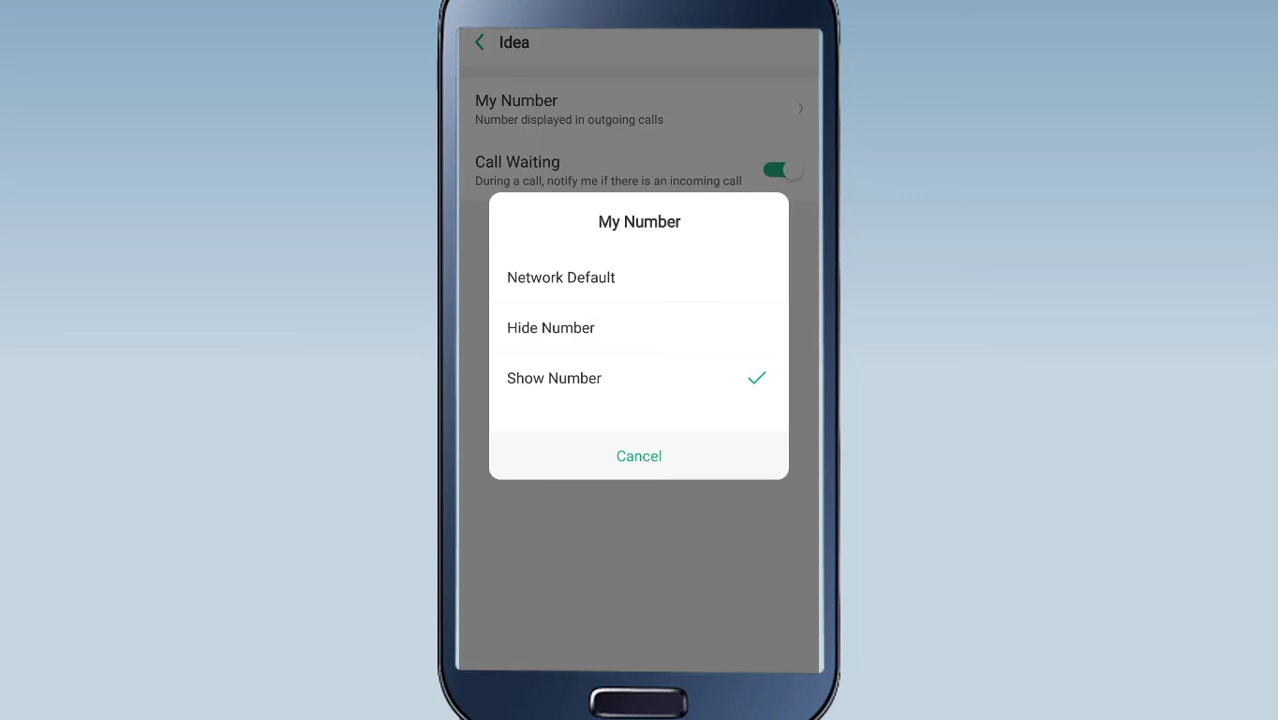 Idea
My Number
Number displayed in outgoing calls
Call Waiting
During a call, notify me if there is an incoming call
My Number
Network Default
Hide Number
Show Number
Cancel